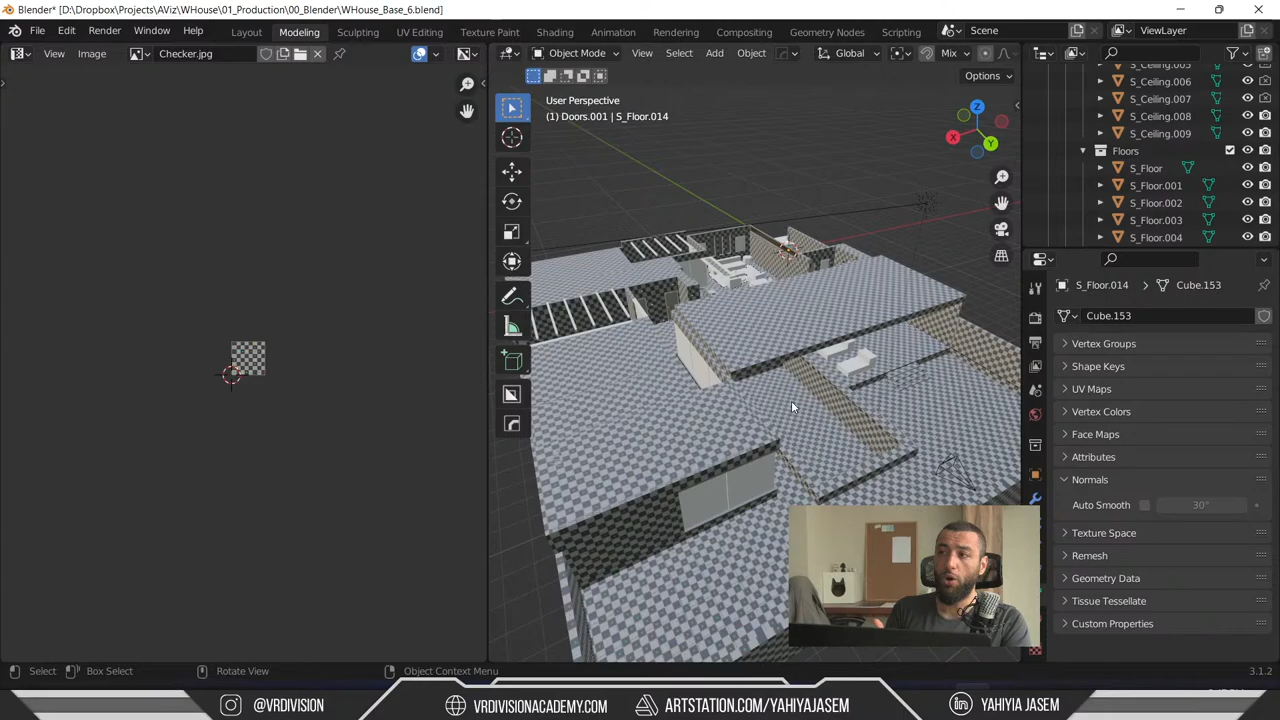 Blender* [D:\Dropbox\Projects\AViz\WHouse\01_Production\00_Blender\WHouse_Base_6.blend]
File Edit Render Window Help Layout Modeling Sculpting UV Editing Texture Paint Shading Animation Rendering Compositing Geometry Nodes Scripting Scene ViewLayer
View Image Checker.jpg Object Mode View Select Add Object Global Mix
Options
User Perspective
(1) Doors.001 | S_Floor.014
Z
X
Y
S_Ceiling.005
S_Ceiling.006
S_Ceiling.007
S_Ceiling.008
S_Ceiling.009
Floors
S_Floor
S_Floor.001
S_Floor.002
S_Floor.003
S_Floor.004
S_Floor.014 Cube.153
Cube.153
Vertex Groups
Shape Keys
UV Maps
Vertex Colors
Face Maps
Attributes
Normals
Auto Smooth 30°
Texture Space
Remesh
Geometry Data
Tissue Tessellate
Custom Properties
Select Box Select Rotate View Object Context Menu 3.1.2
@VRDIVISION VRDIVISIONACADEMY.COM ARTSTATION.COM/YAHIYAJASEM YAHIYIA JASEM